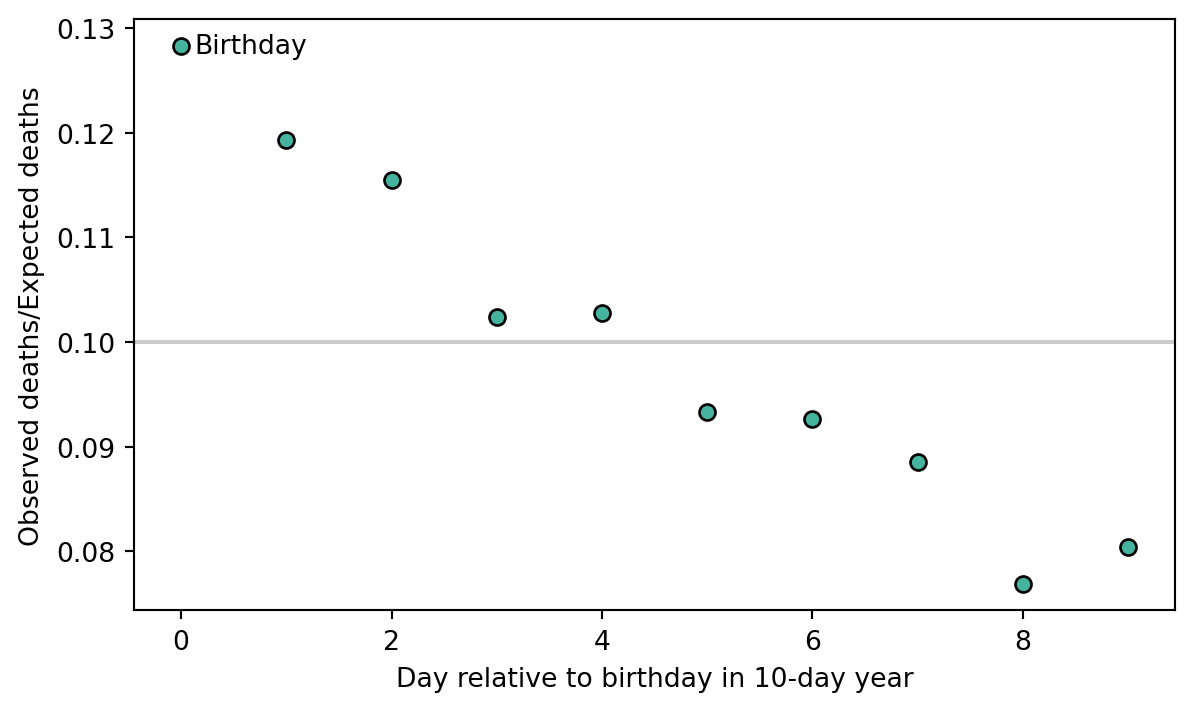 0.13
Birthday
0.12
0.11
0.10
0.09
0.08
Observed deaths/Expected deaths
0 2 4 6 8
Day relative to birthday in 10-day year